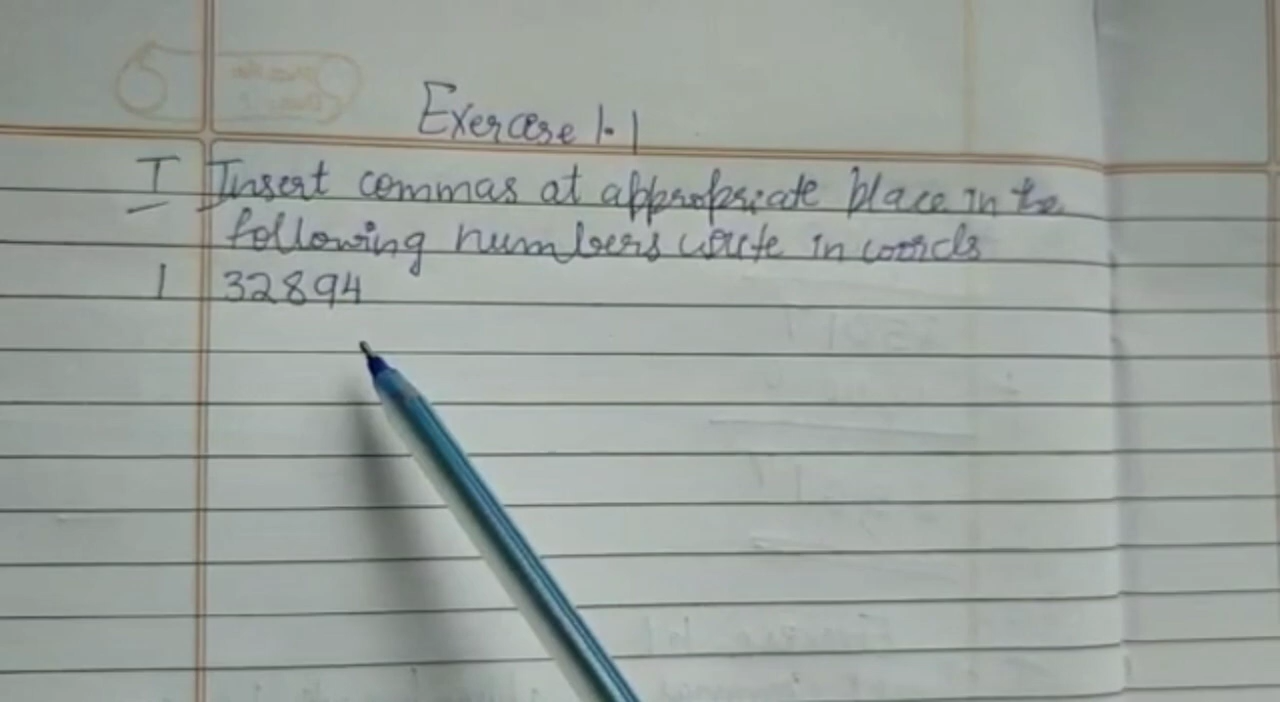 Exercise 1.1
I Insert commas at appropriate place in the
following numbers write in words
1 32894